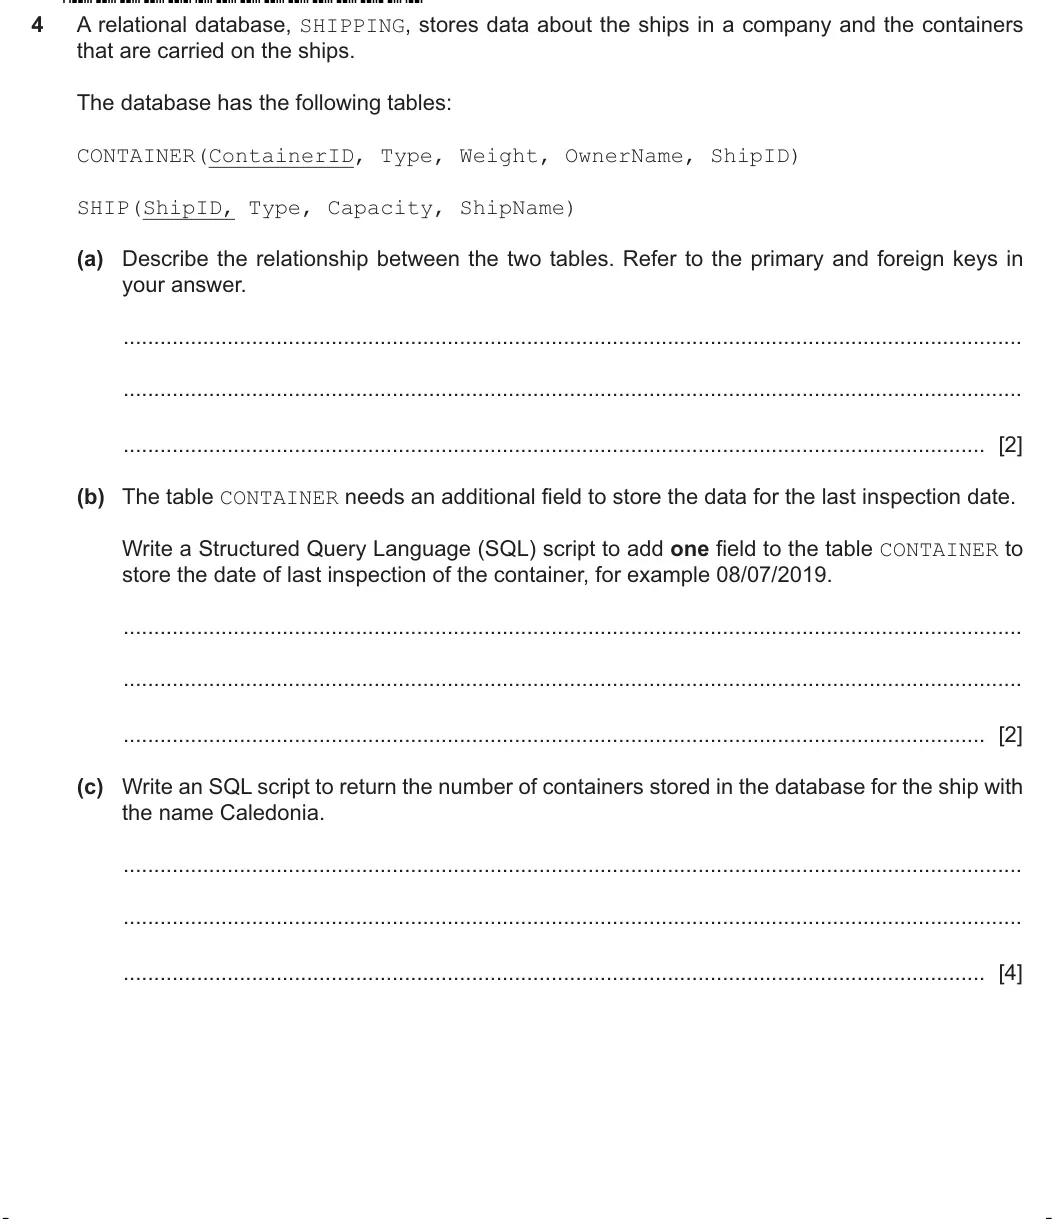 4 A relational database, SHIPPING, stores data about the ships in a company and the containers
that are carried on the ships.
The database has the following tables:
CONTAINER(ContainerID, Type, Weight, OwnerName, ShipID)
SHIP(ShipID, Type, Capacity, ShipName)
(a) Describe the relationship between the two tables. Refer to the primary and foreign keys in
your answer.
[2]
(b) The table CONTAINER needs an additional field to store the data for the last inspection date.
Write a Structured Query Language (SQL) script to add one field to the table CONTAINER to
store the date of last inspection of the container, for example 08/07/2019.
[2]
(c) Write an SQL script to return the number of containers stored in the database for the ship with
the name Caledonia.
[4]